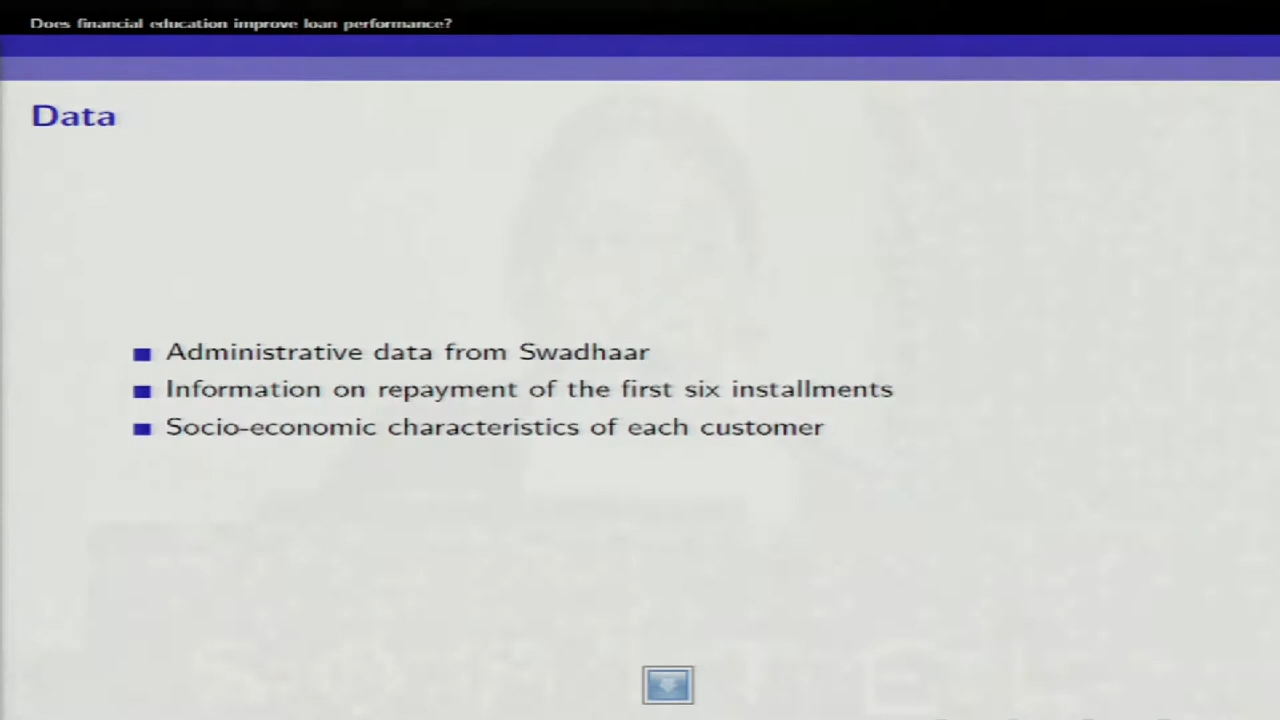 Does financial education improve loan performance?
Data
Administrative data from Swadhaar
Information on repayment of the first six installments
Socio-economic characteristics of each customer